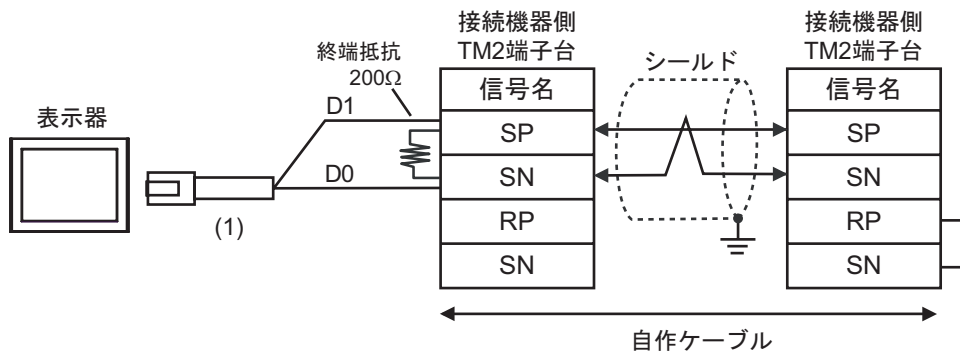 表示器
(1)
終端抵抗
200Ω
D1
D0
接続機器側
TM2端子台
信号名
SP
SN
RP
SN
シールド
接続機器側
TM2端子台
信号名
SP
SN
RP
SN
自作ケーブル